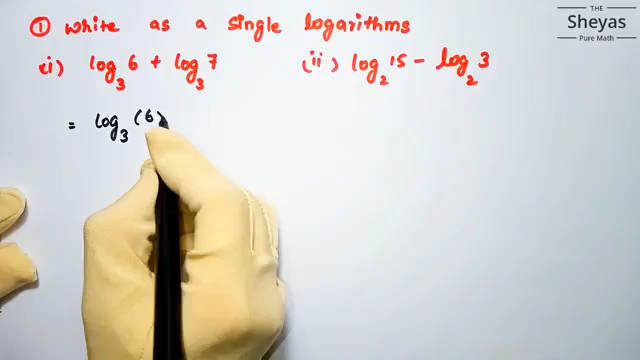 ① write as a single logarithms
(i) log₃ 6 + log₃ 7 (ii) log₂ 15 - log₂ 3
= log₃ (6)
THE
Sheyas
Pure Math